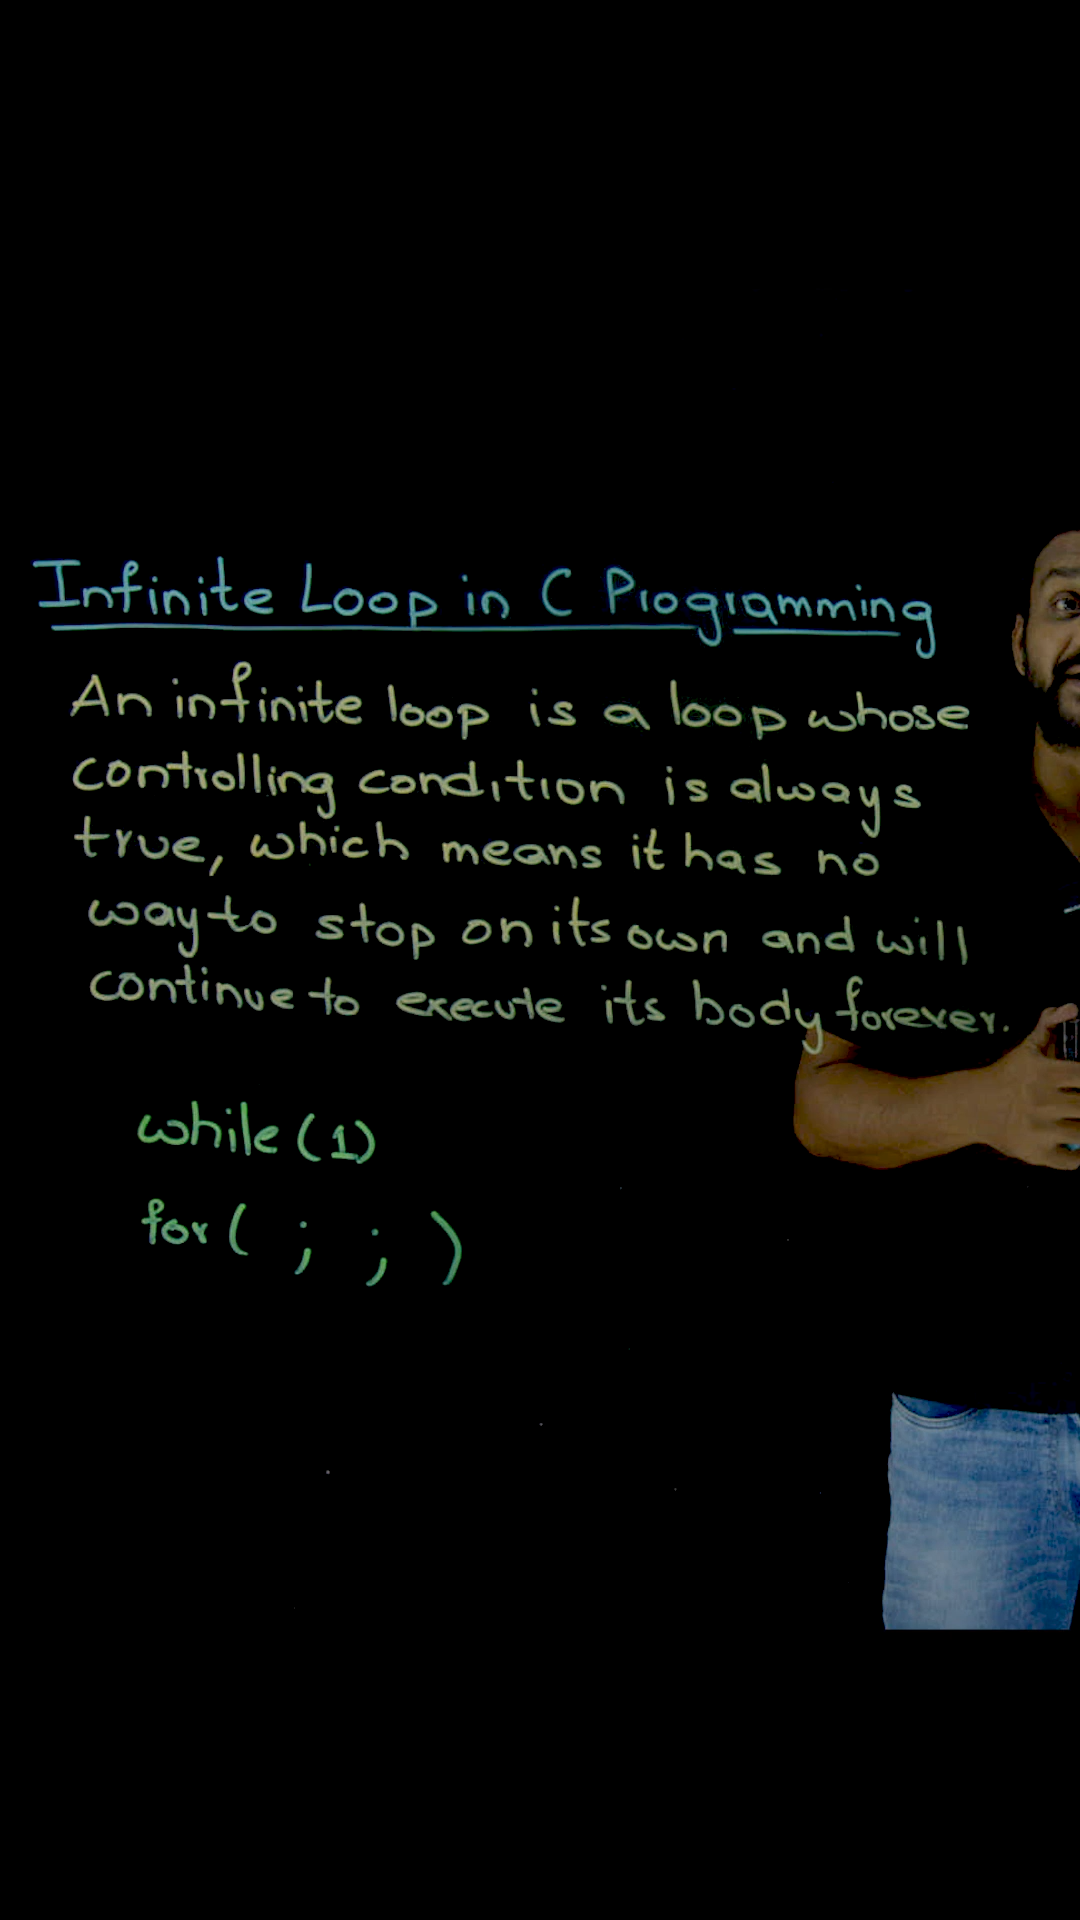 Infinite Loop in C Programming
An infinite loop is a loop whose
controlling condition is always
true, which means it has no
way to stop on its own and will
continue to execute its body forever.
while (1)
for ( ; ; )